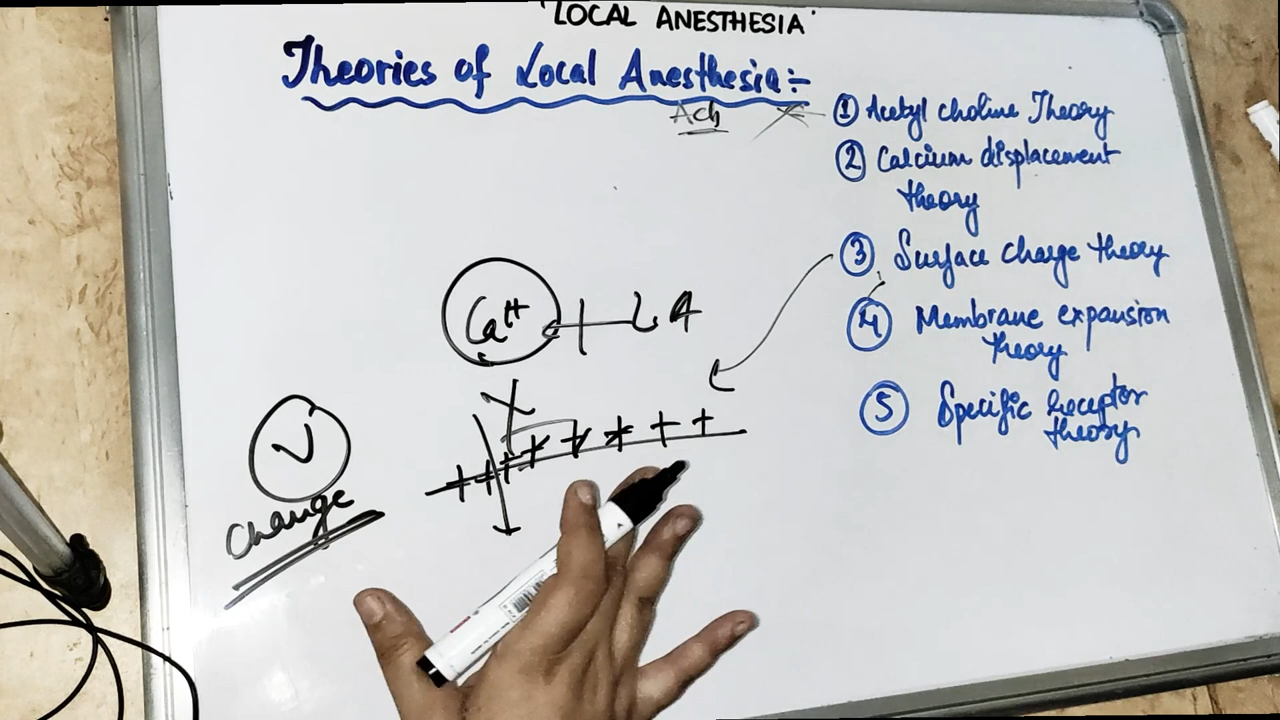 'LOCAL ANESTHESIA'
Theories of Local Anesthesia:-
Ach
① Acetyl choline Theory
② Calcium displacement
theory
③ Surface charge theory
④ Membrane expansion
Theory
⑤ Specific receptor
theory
Ca++
LA
V
change
+ + + + + + + +